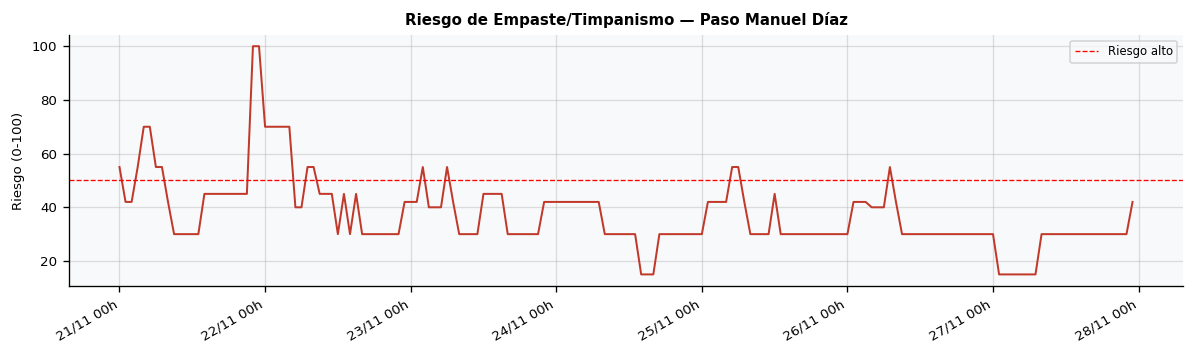 Riesgo de Empaste/Timpanismo — Paso Manuel Díaz
Riesgo alto
Riesgo (0-100)
100
80
60
40
20
21/11 00h
22/11 00h
23/11 00h
24/11 00h
25/11 00h
26/11 00h
27/11 00h
28/11 00h